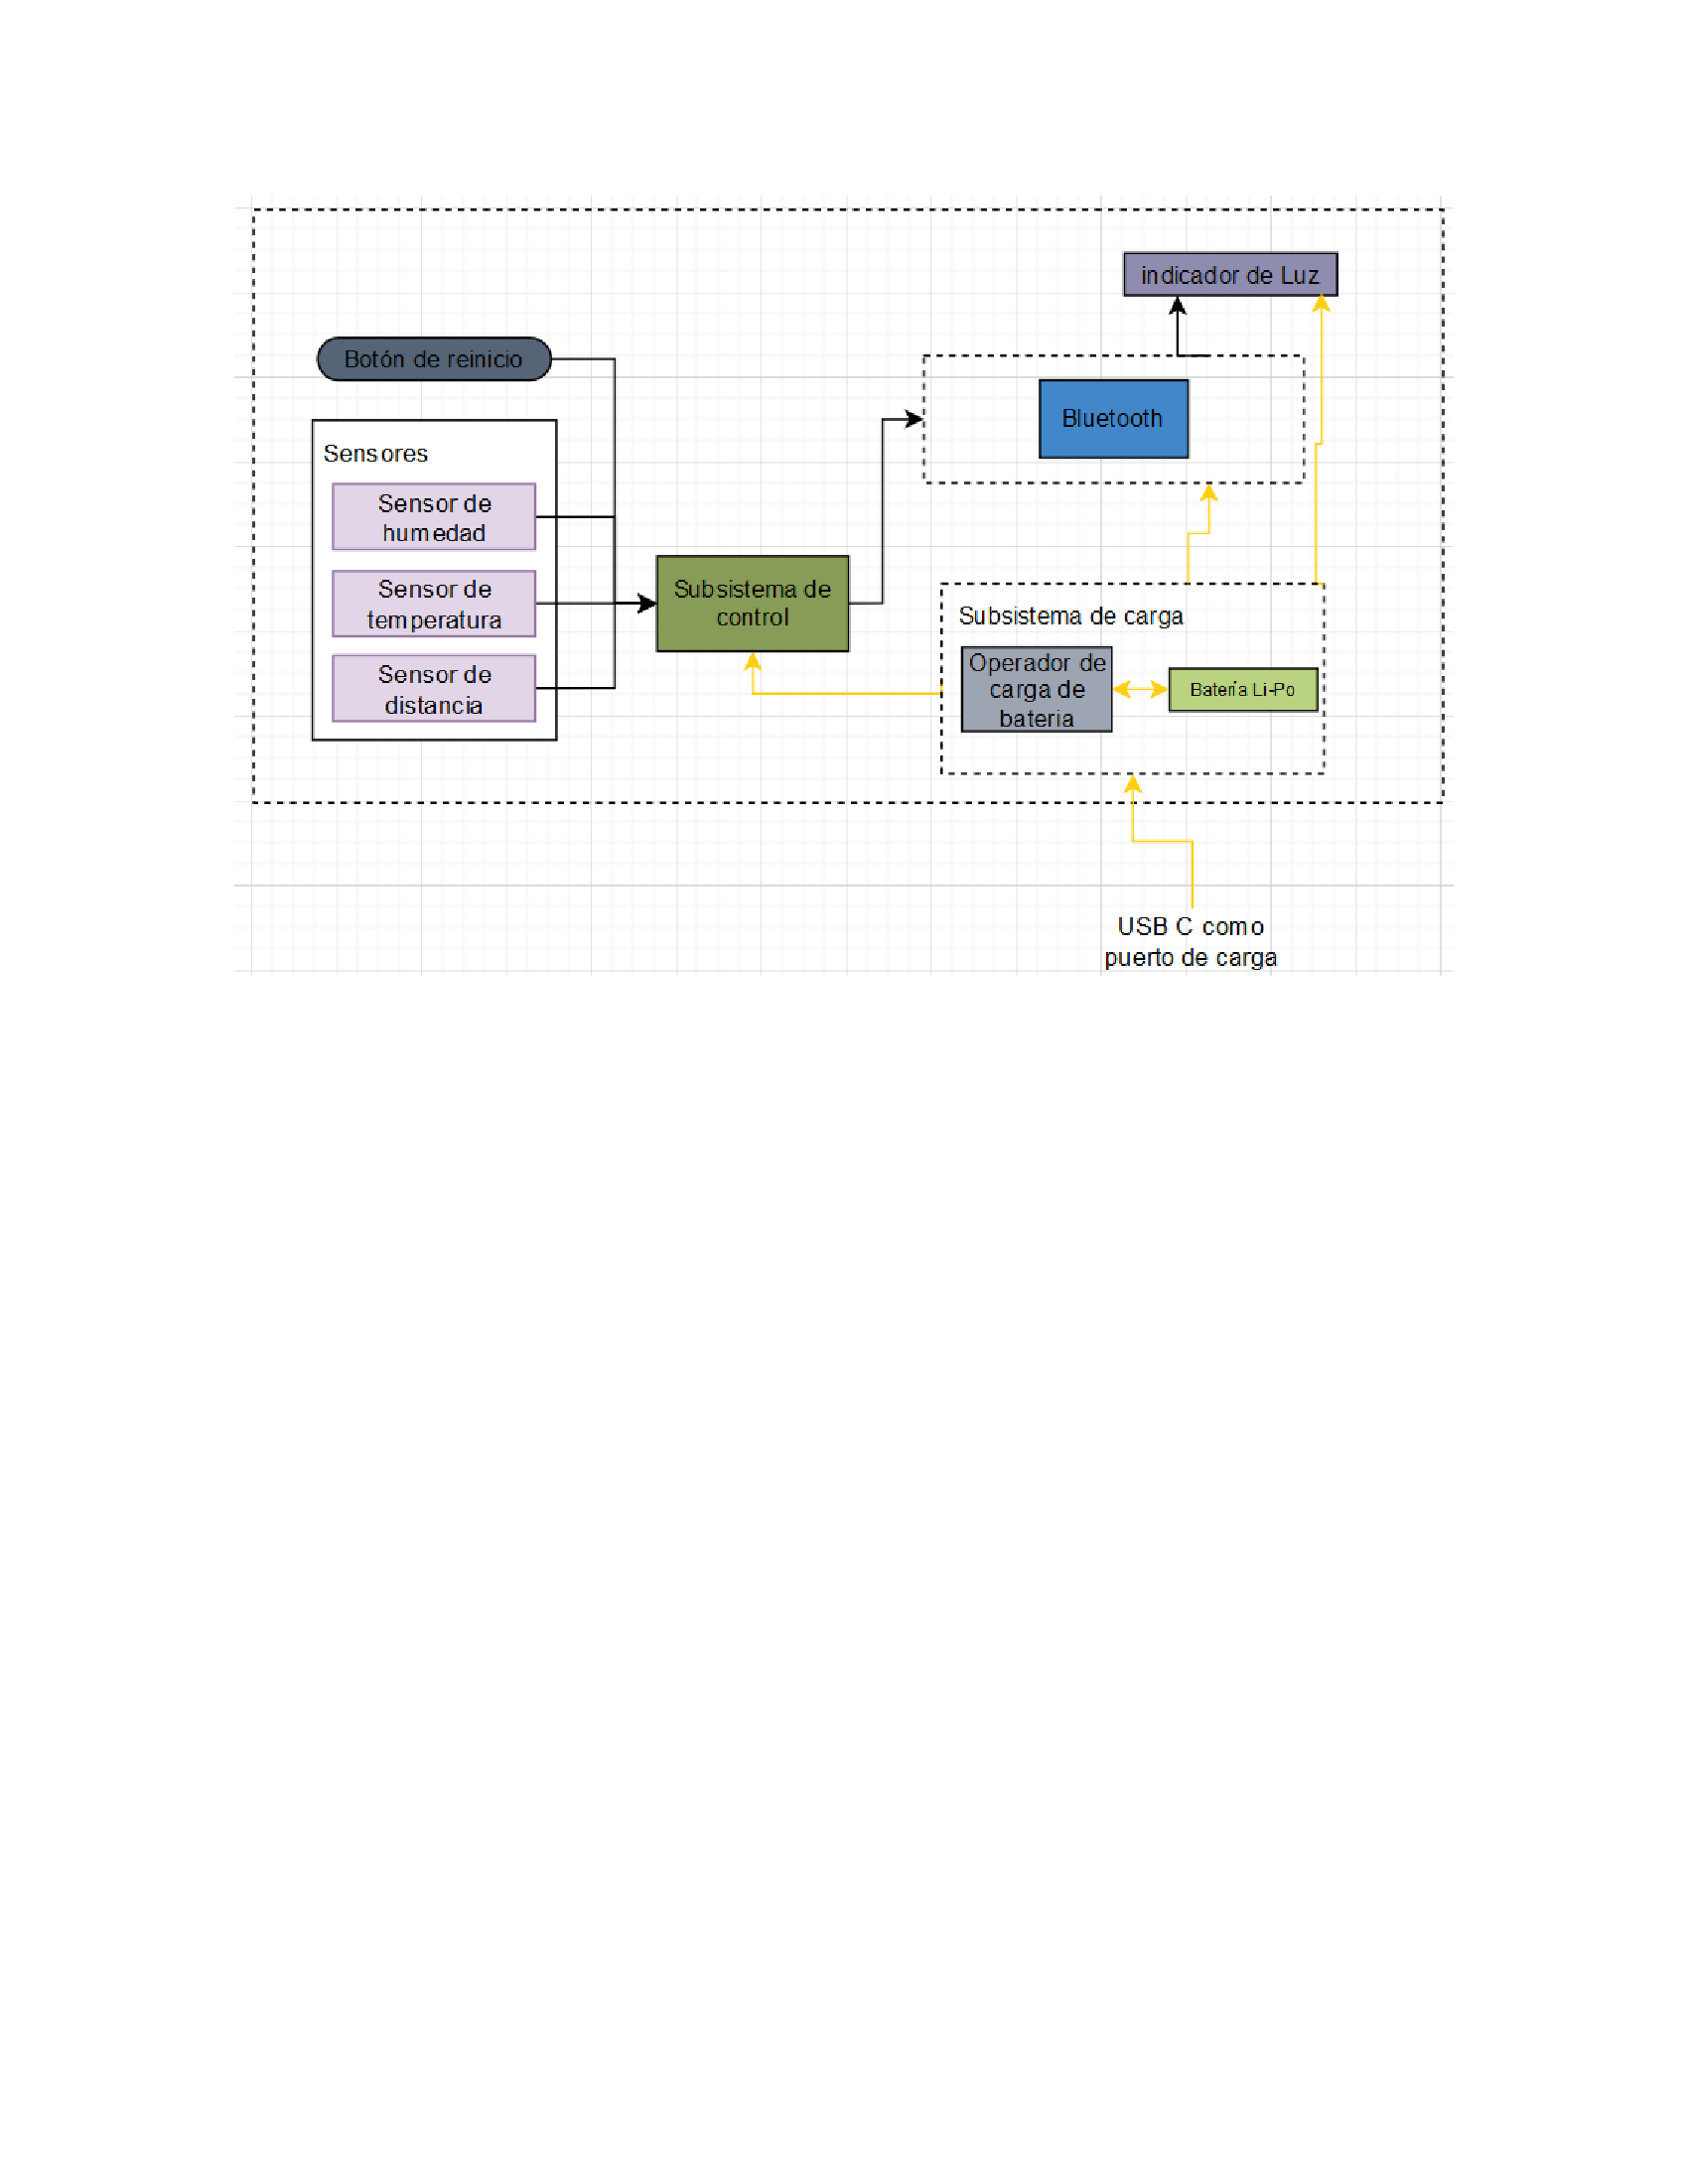 indicador de Luz
Botón de reinicio
Bluetooth
Sensores
Sensor de
humedad
Sensor de
temperatura
Sensor de
distancia
Subsistema de
control
Subsistema de carga
Operador de
carga de
bateria
Batería Li-Po
USB C como
puerto de carga